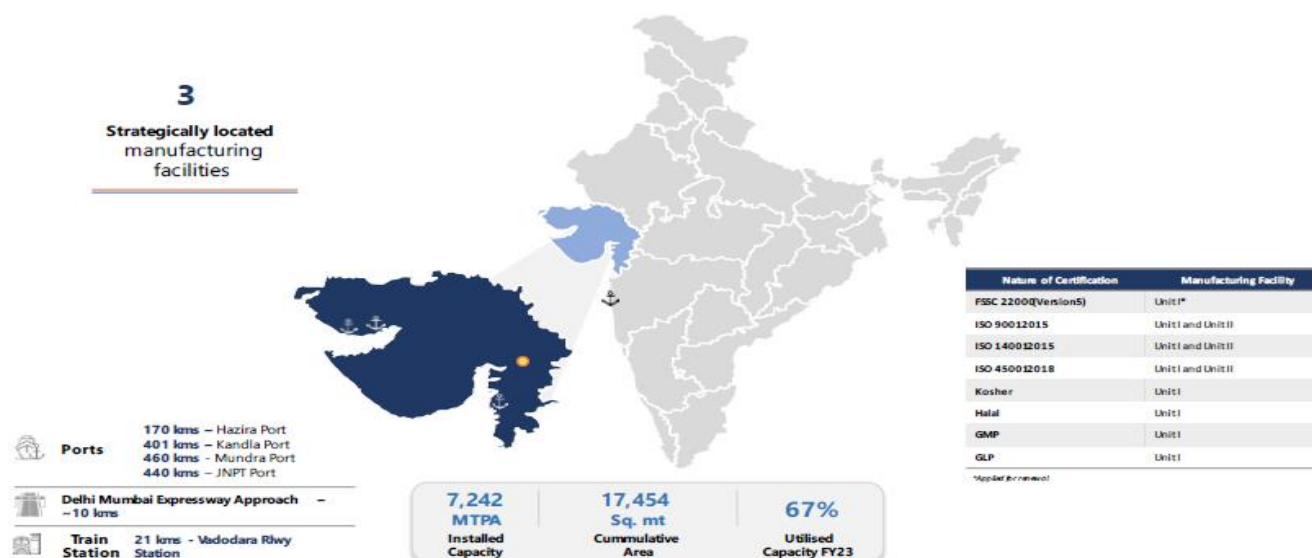 3
Strategically located
manufacturing
facilities
Nature of Certification Manufacturing Facility
FSSC 22000(Version5) Unit I*
ISO 90012015 Unit I and Unit II
ISO 140012015 Unit I and Unit II
ISO 450012018 Unit I and Unit II
Kosher Unit I
Halal Unit I
GMP Unit I
GLP Unit I
*Applied for renewal
Ports
170 kms – Hazira Port
401 kms – Kandla Port
460 kms - Mundra Port
440 kms – JNPT Port
Delhi Mumbai Expressway Approach –
~10 kms
Train
Station
21 kms - Vadodara Rlwy
Station
7,242
MTPA
Installed
Capacity
17,454
Sq. mt
Cummulative
Area
67%
Utilised
Capacity FY23